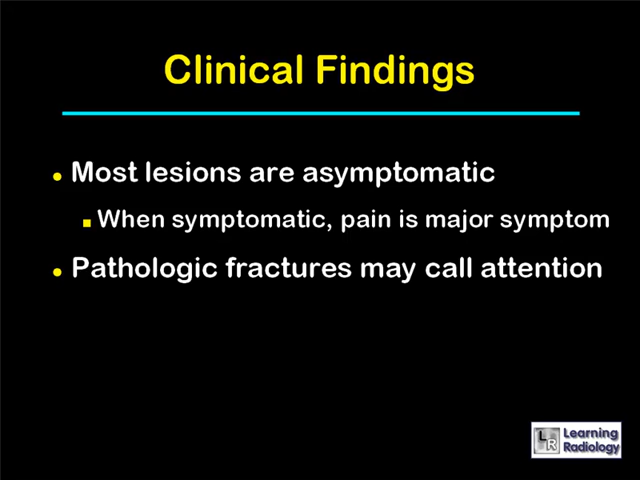 Clinical Findings
Most lesions are asymptomatic
When symptomatic, pain is major symptom
Pathologic fractures may call attention
LR Learning
Radiology